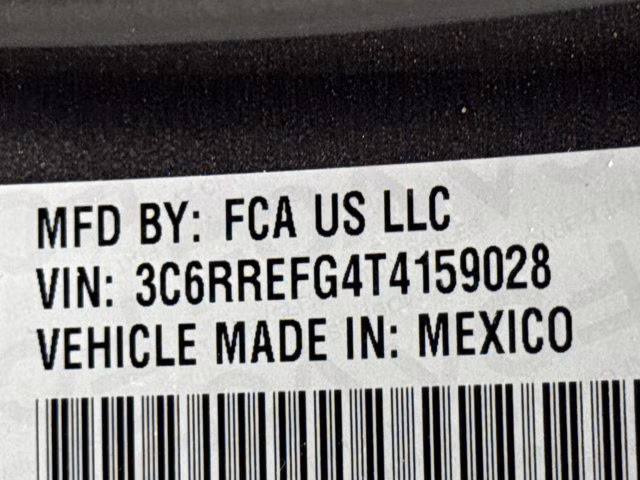 MFD BY: FCA US LLC
VIN: 3C6RREFG4T4159028
VEHICLE MADE IN: MEXICO